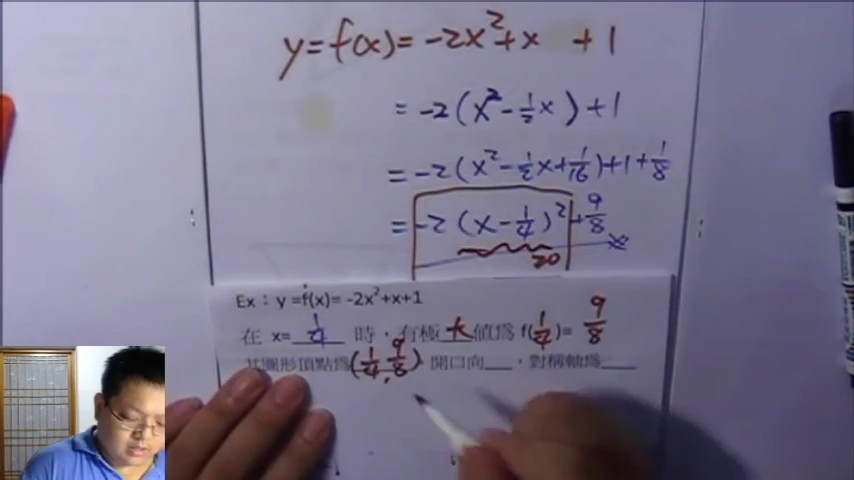 y=f(x)= -2x²+x +1
= -2(x²-½x)+1
= -2(x²-½x+1/16)+1+1/8
= -2(x-1/4)²+9/8
≥0
Ex：y =f(x)= -2x²+x+1
在 x= 1/4 時，有極大值為 f(1/4)= 9/8
其圖形頂點為(1/4,9/8) 開口向___，對稱軸為____